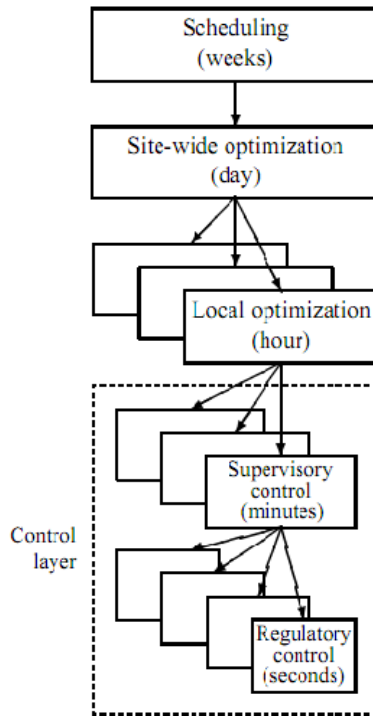 Scheduling
(weeks)
Site-wide optimization
(day)
Local optimization
(hour)
Supervisory
control
(minutes)
Control
layer
Regulatory
control
(seconds)